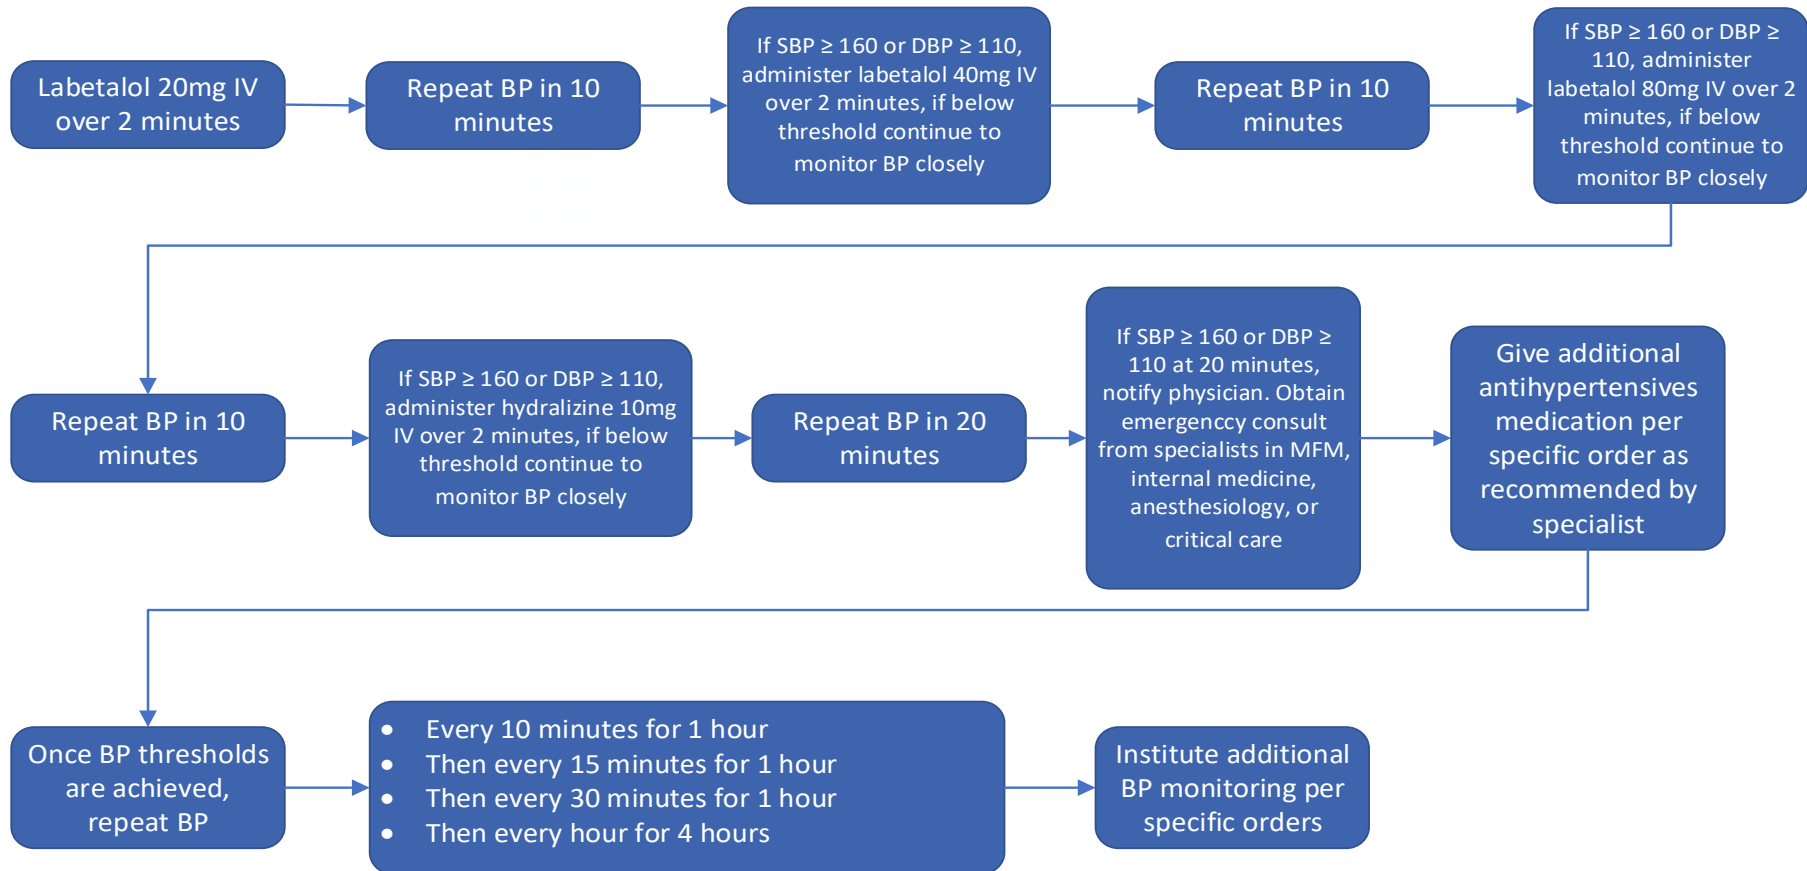 Labetalol 20mg IV
over 2 minutes
Repeat BP in 10
minutes
If SBP ≥ 160 or DBP ≥ 110,
administer labetalol 40mg IV
over 2 minutes, if below
threshold continue to
monitor BP closely
Repeat BP in 10
minutes
If SBP ≥ 160 or DBP ≥
110, administer
labetalol 80mg IV over 2
minutes, if below
threshold continue to
monitor BP closely
Repeat BP in 10
minutes
If SBP ≥ 160 or DBP ≥ 110,
administer hydralizine 10mg
IV over 2 minutes, if below
threshold continue to
monitor BP closely
Repeat BP in 20
minutes
If SBP ≥ 160 or DBP ≥
110 at 20 minutes,
notify physician. Obtain
emergenccy consult
from specialists in MFM,
internal medicine,
anesthesiology, or
critical care
Give additional
antihypertensives
medication per
specific order as
recommended by
specialist
Once BP thresholds
are achieved,
repeat BP
• Every 10 minutes for 1 hour
• Then every 15 minutes for 1 hour
• Then every 30 minutes for 1 hour
• Then every hour for 4 hours
Institute additional
BP monitoring per
specific orders